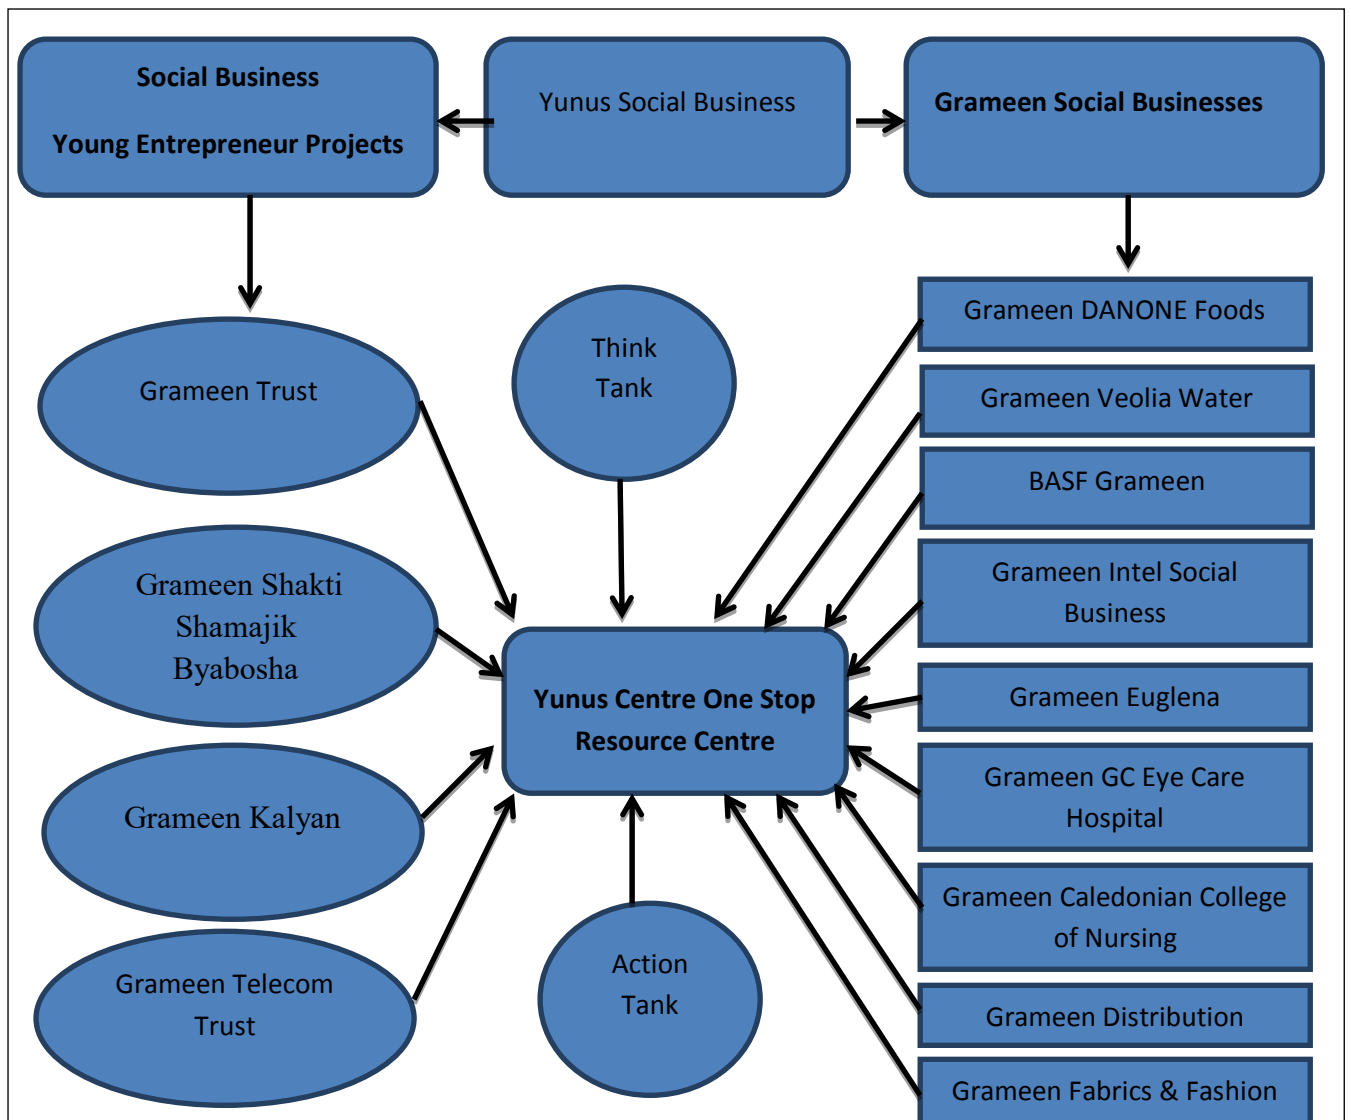 Social Business
Young Entrepreneur Projects
Yunus Social Business
Grameen Social Businesses
Grameen Trust
Grameen Shakti
Shamajik
Byabosha
Grameen Kalyan
Grameen Telecom
Trust
Think
Tank
Yunus Centre One Stop
Resource Centre
Action
Tank
Grameen DANONE Foods
Grameen Veolia Water
BASF Grameen
Grameen Intel Social
Business
Grameen Euglena
Grameen GC Eye Care
Hospital
Grameen Caledonian College
of Nursing
Grameen Distribution
Grameen Fabrics & Fashion